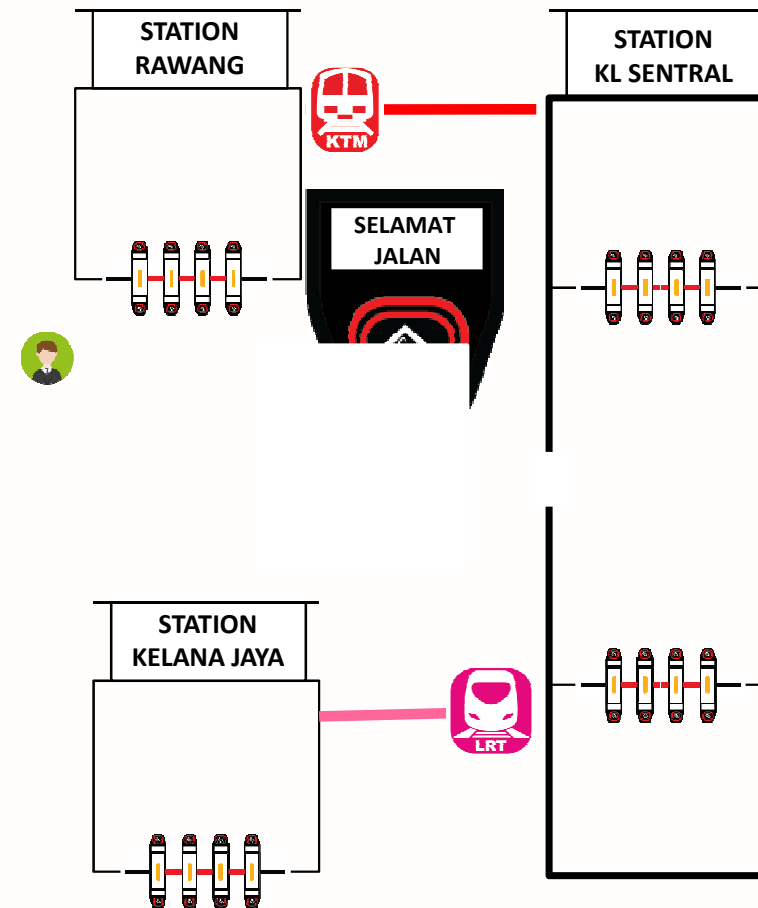 STATION
RAWANG
KTM
STATION
KL SENTRAL
SELAMAT
JALAN
STATION
KELANA JAYA
LRT